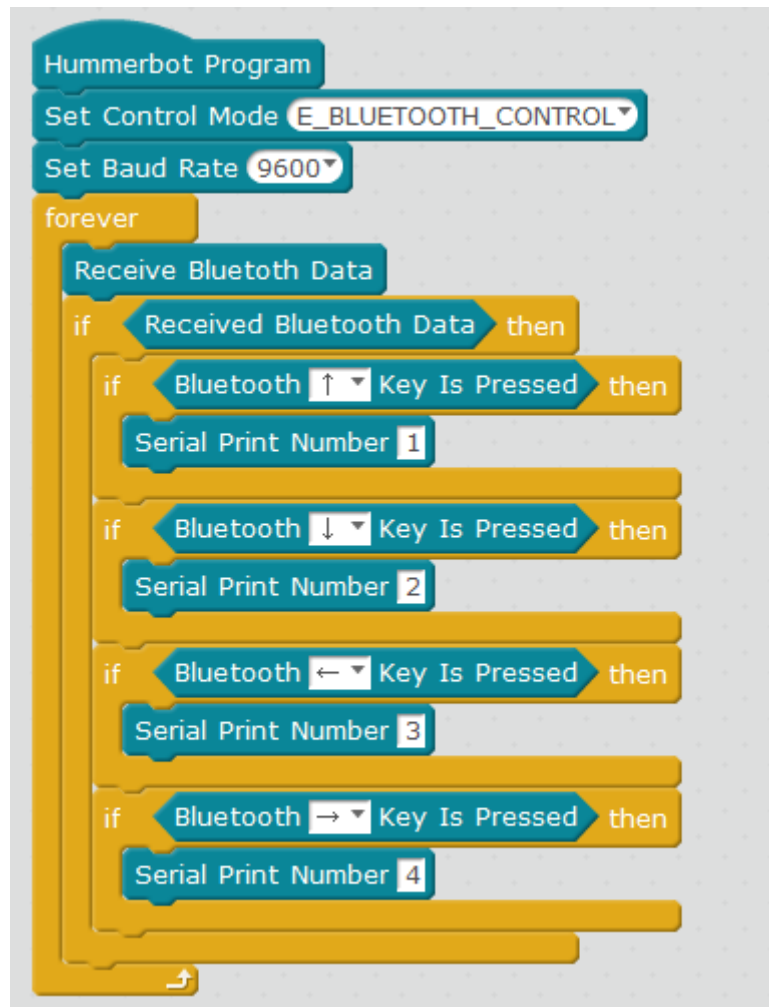 Hummerbot Program
Set Control Mode E_BLUETOOTH_CONTROL
Set Baud Rate 9600
forever
Receive Bluetoth Data
if Received Bluetooth Data then
if Bluetooth ↑ Key Is Pressed then
Serial Print Number 1
if Bluetooth ↓ Key Is Pressed then
Serial Print Number 2
if Bluetooth ← Key Is Pressed then
Serial Print Number 3
if Bluetooth → Key Is Pressed then
Serial Print Number 4